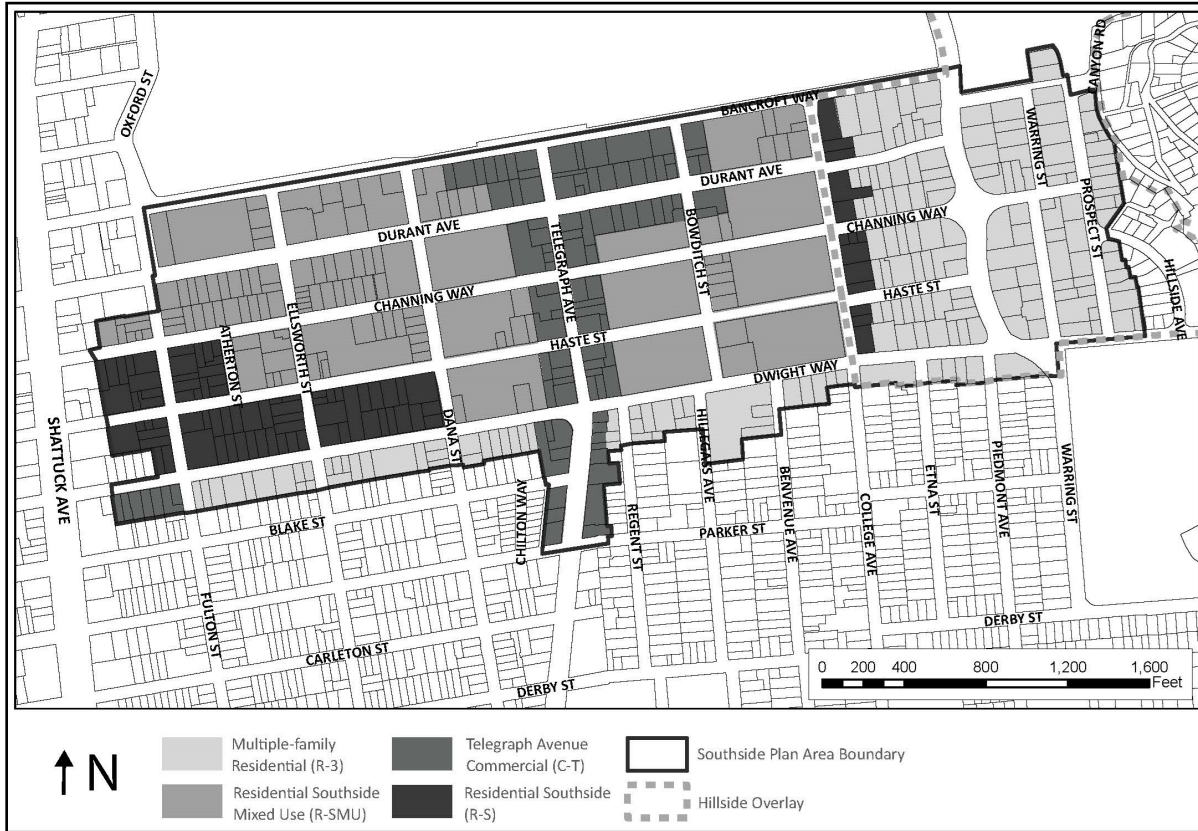 OXFORD ST
BANCROFT WAY
CANYON RD
WARRING ST
PROSPECT ST
HILLSIDE AVE
DURANT AVE
DURANT AVE
TELEGRAPH AVE
BOWDITCH ST
CHANNING WAY
CHANNING WAY
ATHERTON ST
ELLSWORTH ST
HASTE ST
HASTE ST
DWIGHT WAY
DANA ST
SHATTUCK AVE
BLAKE ST
CHILTON WAY
REGENT ST
HILLEGASS AVE
PARKER ST
BENVENUE AVE
COLLEGE AVE
ETNA ST
PIEDMONT AVE
WARRING ST
FULTON ST
CARLETON ST
DERBY ST
DERBY ST
0 200 400 800 1,200 1,600
Feet
N
Multiple-family
Residential (R-3)
Telegraph Avenue
Commercial (C-T)
Southside Plan Area Boundary
Residential Southside
Mixed Use (R-SMU)
Residential Southside
(R-S)
Hillside Overlay